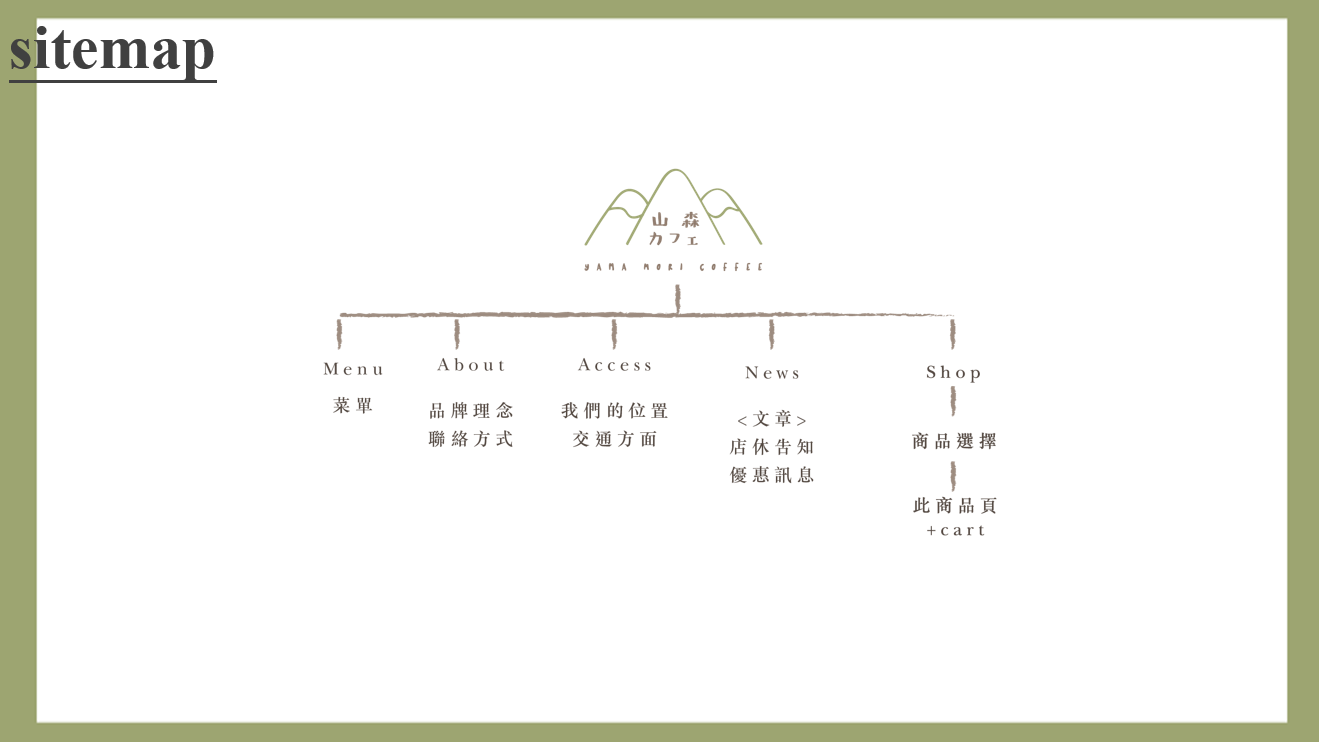 sitemap
山 森
カフェ
YAMA MORI COFFEE
Menu
菜單
About
品牌理念
聯絡方式
Access
我們的位置
交通方面
News
<文章>
店休告知
優惠訊息
Shop
商品選擇
此商品頁
+cart